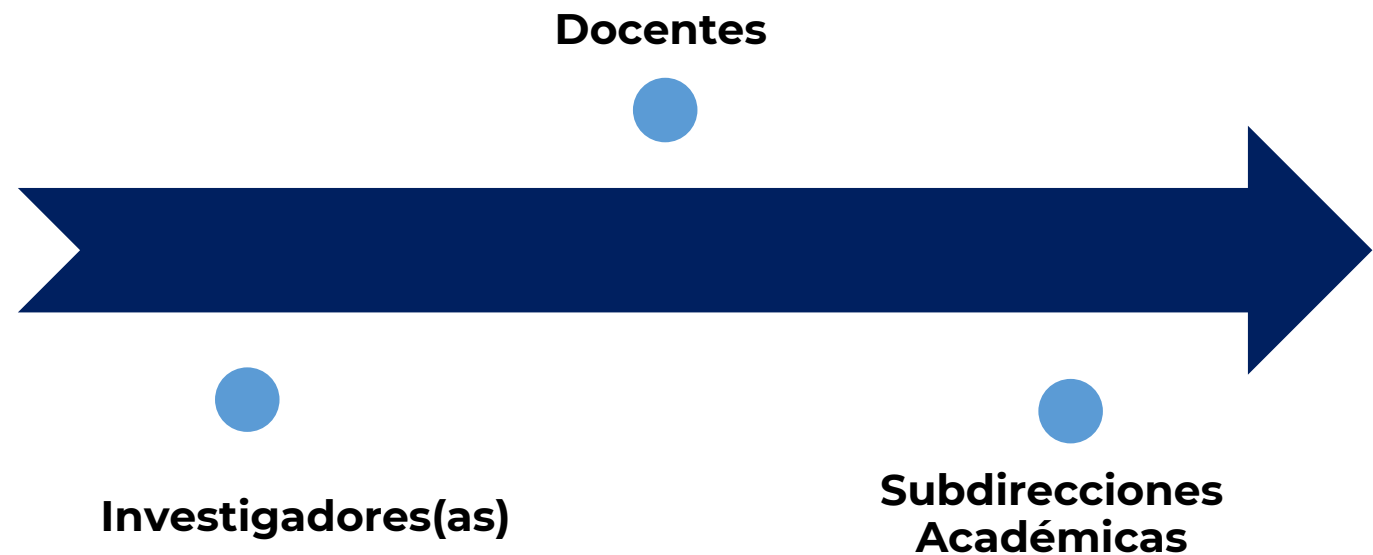 Docentes
Investigadores(as)
Subdirecciones
Académicas